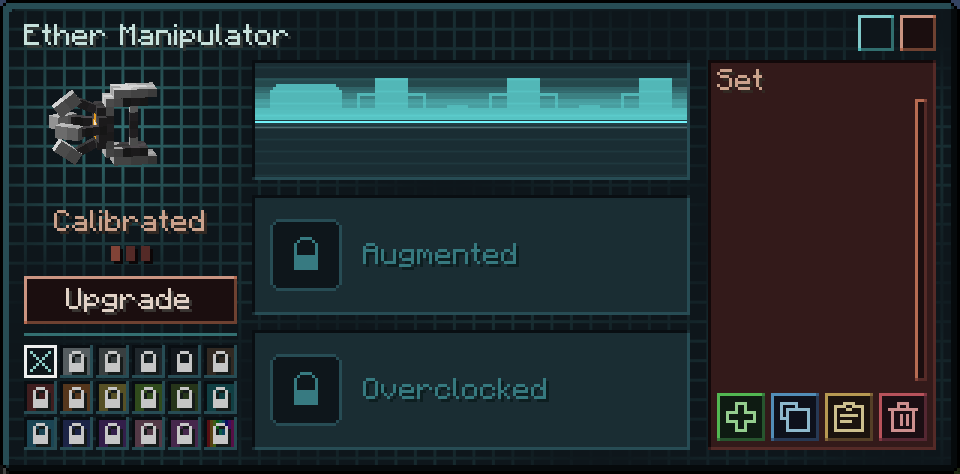 Ether Manipulator
Set
Calibrated
Upgrade
Augmented
Overclocked